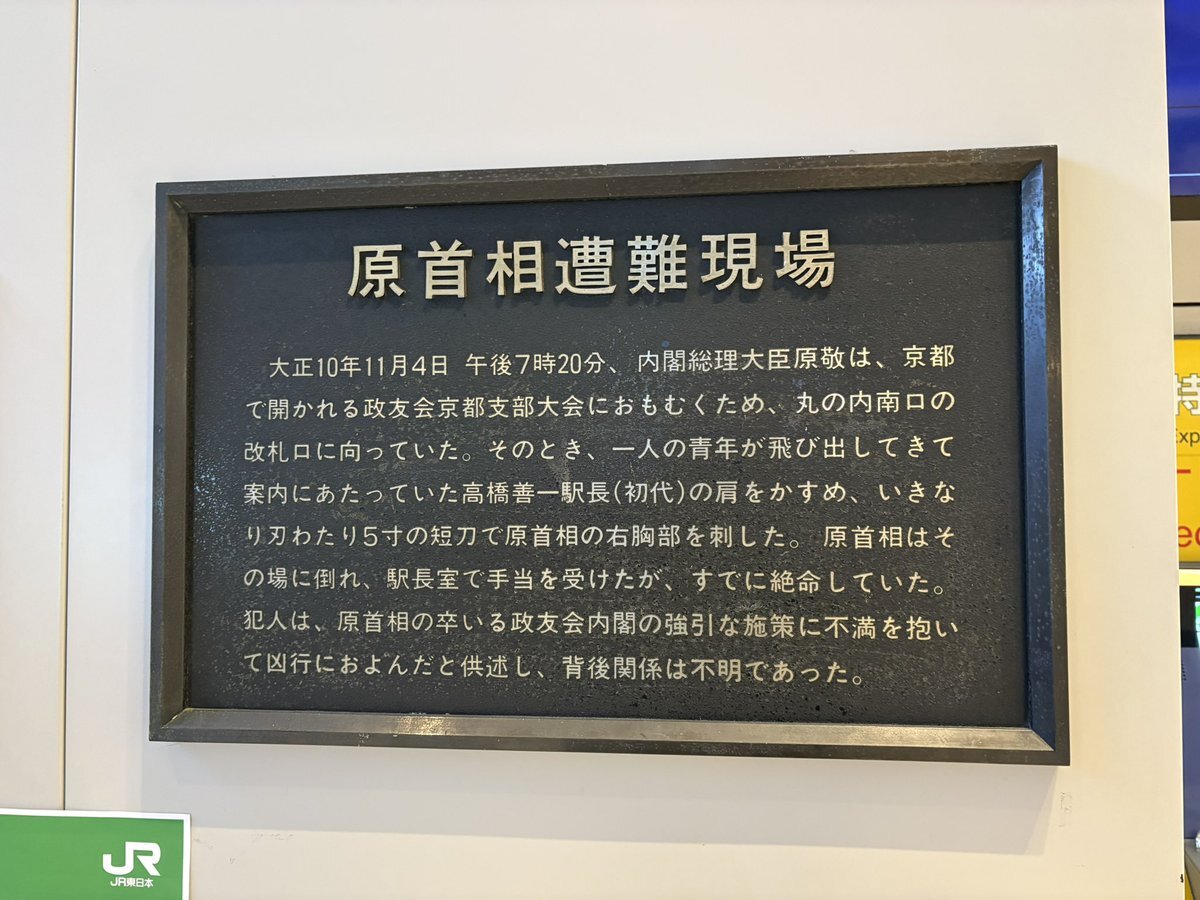 原首相遭難現場
大正10年11月4日 午後7時20分、内閣総理大臣原敬は、京都
で開かれる政友会京都支部大会におもむくため、丸の内南口の
改札口に向っていた。そのとき、一人の青年が飛び出してきて
案内にあたっていた高橋善一駅長(初代)の肩をかすめ、いきな
り刃わたり5寸の短刀で原首相の右胸部を刺した。原首相はそ
の場に倒れ、駅長室で手当を受けたが、すでに絶命していた。
犯人は、原首相の卒いる政友会内閣の強引な施策に不満を抱い
て凶行におよんだと供述し、背後関係は不明であった。
JR
JR東日本
特
Exp